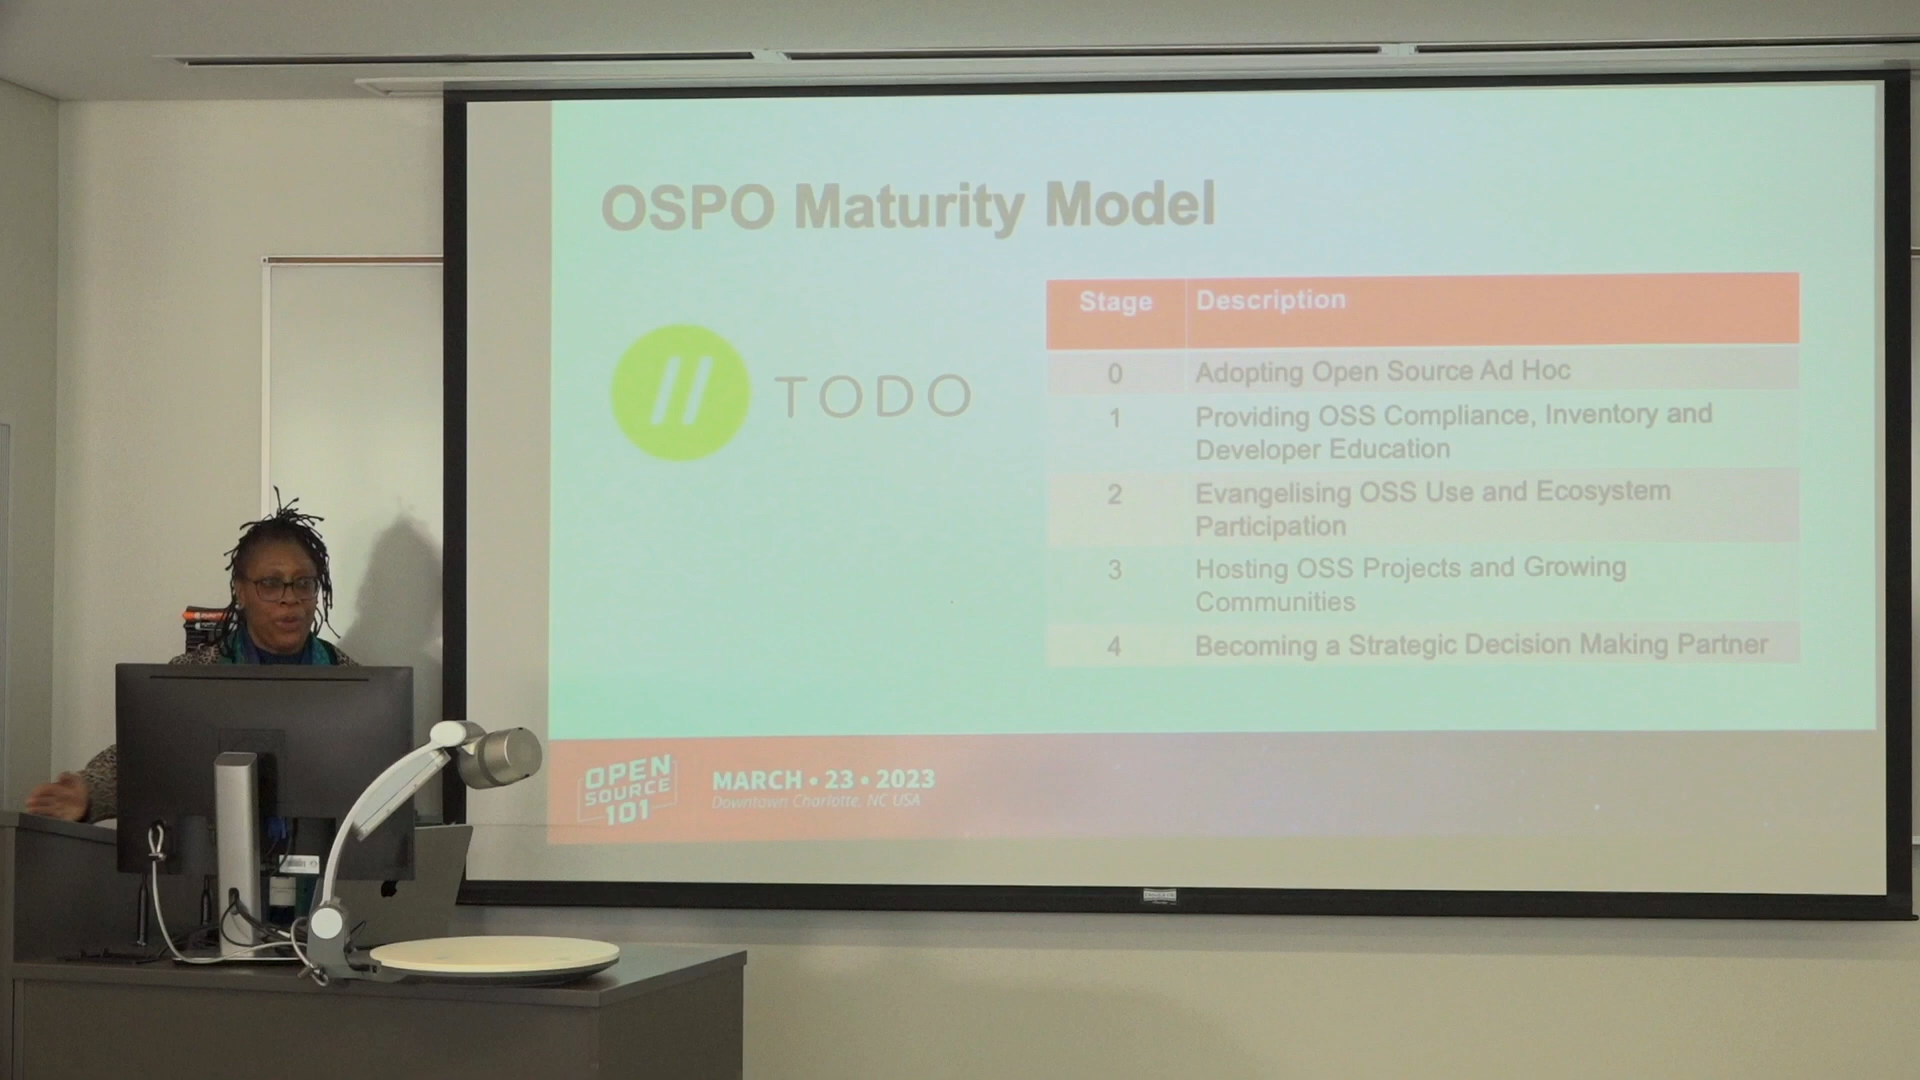 OSPO Maturity Model
// TODO
Stage Description
0 Adopting Open Source Ad Hoc
1 Providing OSS Compliance, Inventory and
Developer Education
2 Evangelising OSS Use and Ecosystem
Participation
3 Hosting OSS Projects and Growing
Communities
4 Becoming a Strategic Decision Making Partner
OPEN
SOURCE
101
MARCH • 23 • 2023
Downtown Charlotte, NC USA